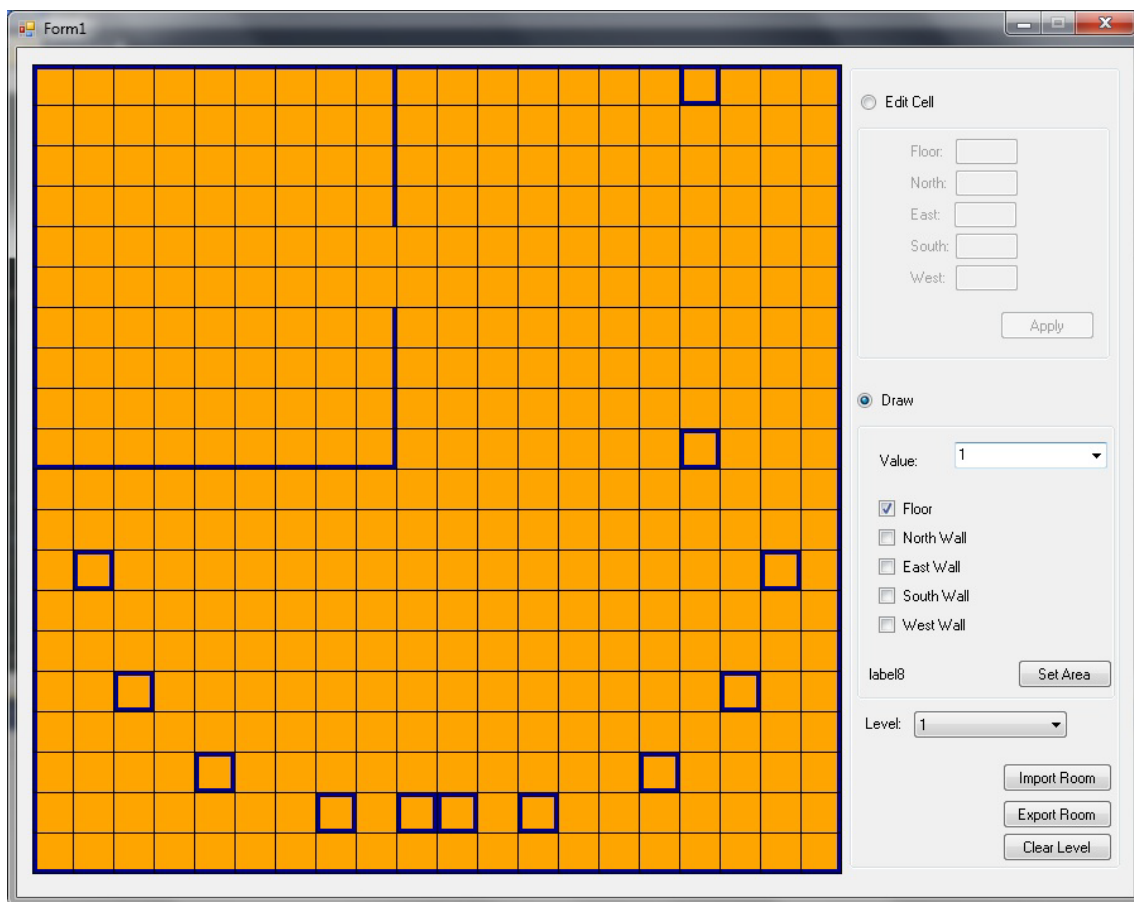 Form1
Edit Cell
Floor:
North:
East:
South:
West:
Apply
Draw
Value: 1
Floor
North Wall
East Wall
South Wall
West Wall
label8 Set Area
Level: 1
Import Room
Export Room
Clear Level